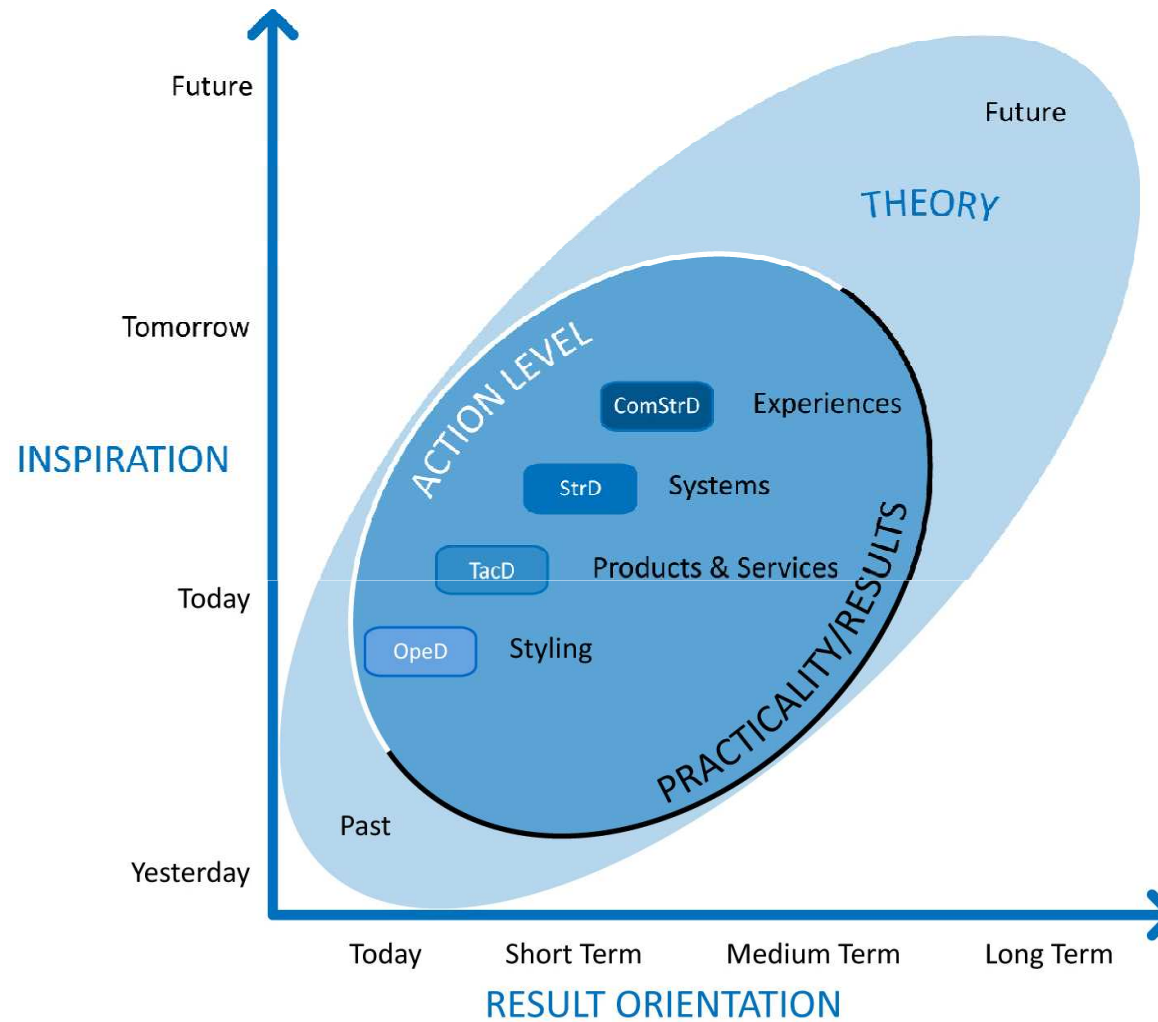 Future
Future
THEORY
Tomorrow
ACTION LEVEL
ComStrD Experiences
INSPIRATION
StrD Systems
TacD Products & Services
Today
OpeD Styling
PRACTICALITY/RESULTS
Past
Yesterday
Today Short Term Medium Term Long Term
RESULT ORIENTATION